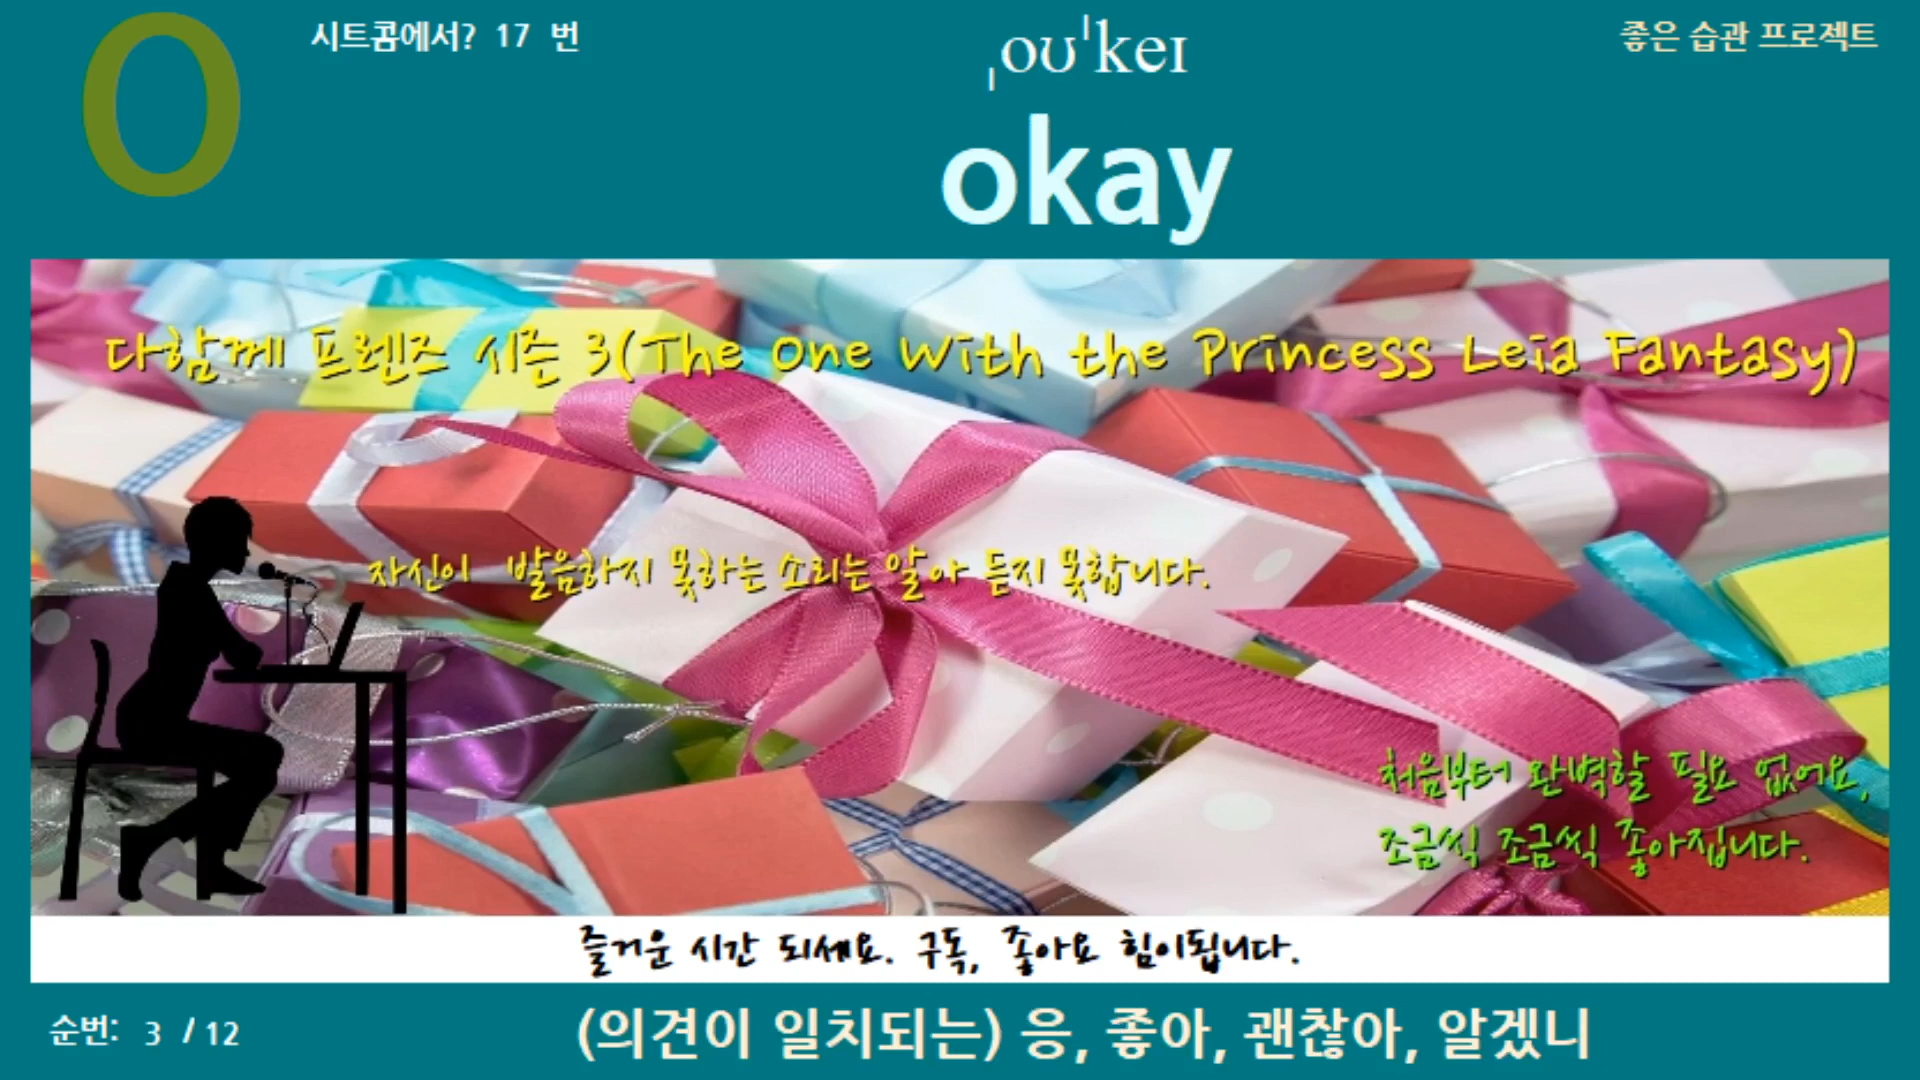 O
시트콤에서? 17 번
ˌoʊˈkeɪ
좋은 습관 프로젝트
okay
다함께 프렌즈 시즌 3(The One With the Princess Leia Fantasy)
자신이 발음하지 못하는 소리는 알아 듣지 못합니다.
처음부터 완벽할 필요 없어요,
조금씩 조금씩 좋아집니다.
즐거운 시간 되세요. 구독, 좋아요 힘이됩니다.
순번: 3 / 12
(의견이 일치되는) 응, 좋아, 괜찮아, 알겠니